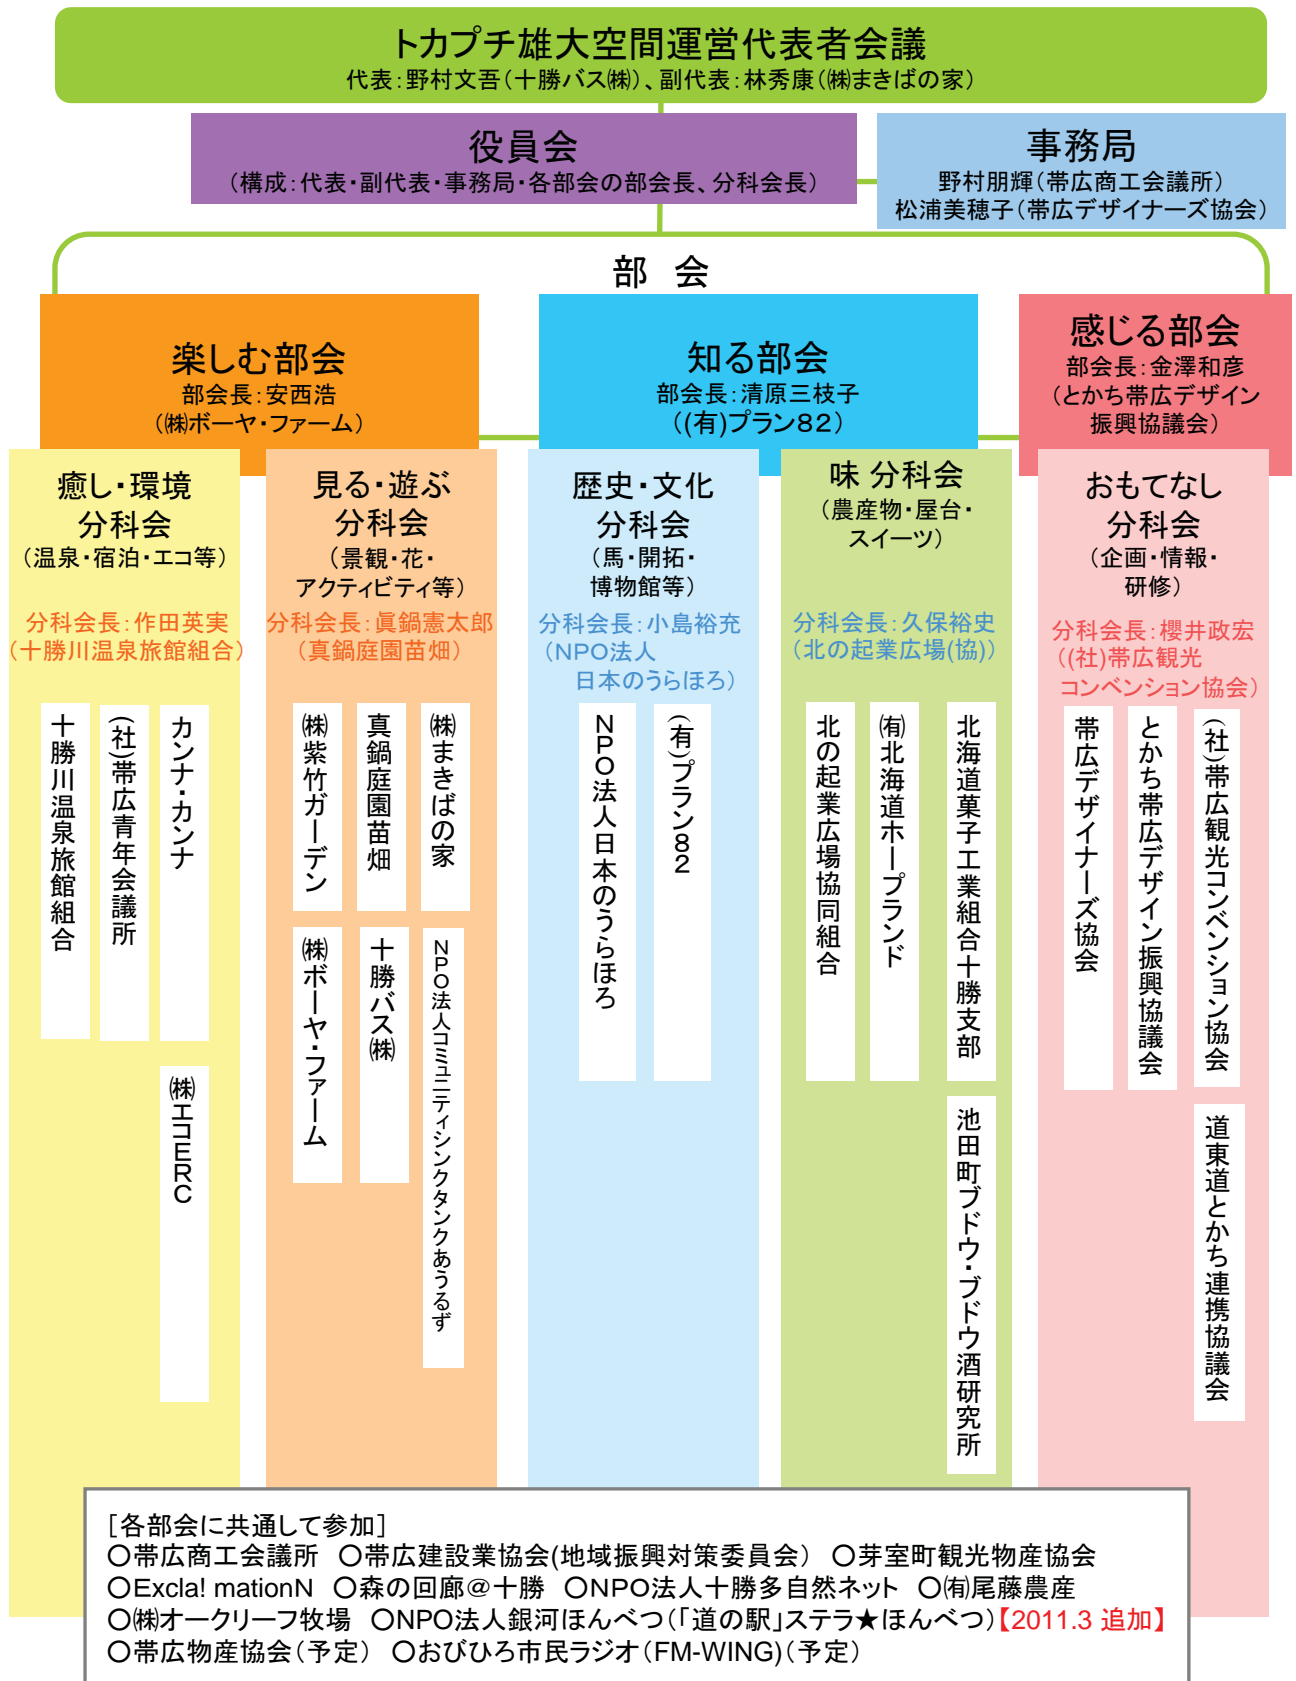 トカプチ雄大空間運営代表者会議
代表：野村文吾（十勝バス㈱）、副代表：林秀康（㈱まきばの家）
役員会
（構成：代表・副代表・事務局・各部会の部会長、分科会長）
事務局
野村朋輝（帯広商工会議所）
松浦美穂子（帯広デザイナーズ協会）
部　会
楽しむ部会
部会長：安西浩
（㈱ボーヤ・ファーム）
知る部会
部会長：清原三枝子
（(有)プラン８２）
感じる部会
部会長：金澤和彦
（とかち帯広デザイン
振興協議会）
癒し・環境
分科会
（温泉・宿泊・エコ等）
分科会長：作田英実
（十勝川温泉旅館組合）
十勝川温泉旅館組合
(社)帯広青年会議所
カンナ・カンナ
㈱エコＥＲＣ
見る・遊ぶ
分科会
（景観・花・
アクティビティ等）
分科会長：眞鍋憲太郎
（真鍋庭園苗畑）
㈱紫竹ガーデン
真鍋庭園苗畑
㈱まきばの家
㈱ボーヤ・ファーム
十勝バス㈱
ＮＰＯ法人コミュニティシンクタンクあうるず
歴史・文化
分科会
（馬・開拓・
博物館等）
分科会長：小島裕充
（ＮＰＯ法人
日本のうらほろ）
ＮＰＯ法人日本のうらほろ
(有)プラン８２
味 分科会
（農産物・屋台・
スイーツ）
分科会長：久保裕史
（北の起業広場(協)）
北の起業広場協同組合
㈲北海道ホープランド
北海道菓子工業組合十勝支部
池田町ブドウ・ブドウ酒研究所
おもてなし
分科会
（企画・情報・
研修）
分科会長：櫻井政宏
（(社)帯広観光
コンベンション協会）
帯広デザイナーズ協会
とかち帯広デザイン振興協議会
(社)帯広観光コンベンション協会
道東道とかち連携協議会
［各部会に共通して参加］
〇帯広商工会議所　〇帯広建設業協会(地域振興対策委員会）　〇芽室町観光物産協会
〇Excla! mationN　〇森の回廊＠十勝　〇NPO法人十勝多自然ネット　〇㈲尾藤農産
〇㈱オークリーフ牧場　〇NPO法人銀河ほんべつ（「道の駅」ステラ★ほんべつ）【2011.3 追加】
〇帯広物産協会（予定）　〇おびひろ市民ラジオ（FM-WING)（予定）